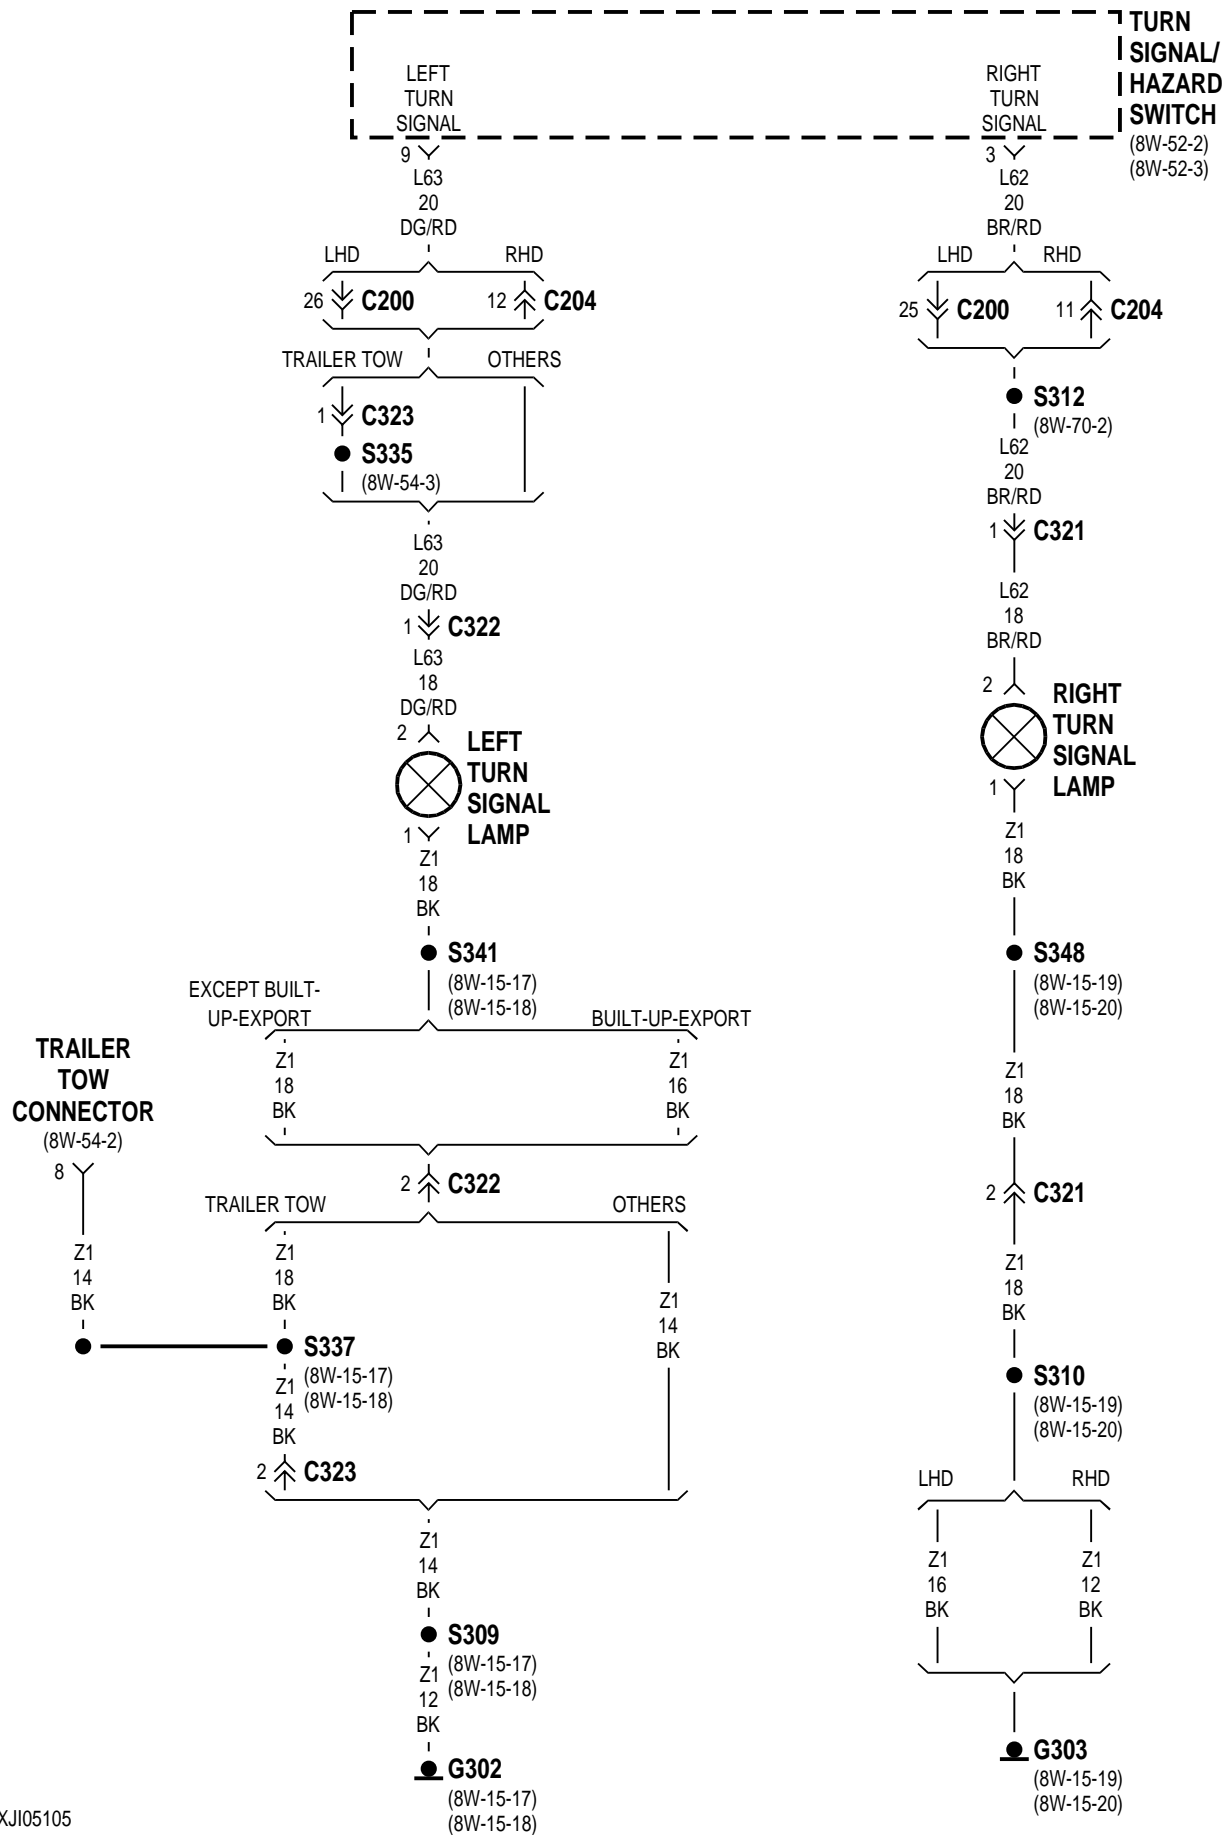 TURN
SIGNAL/
HAZARD
SWITCH
(8W-52-2)
(8W-52-3)
LEFT
TURN
SIGNAL
RIGHT
TURN
SIGNAL
9
L63
20
DG/RD
3
L62
20
BR/RD
LHD
RHD
26
C200
12
C204
LHD
RHD
25
C200
11
C204
TRAILER TOW
OTHERS
1
C323
S335
(8W-54-3)
S312
(8W-70-2)
L62
20
BR/RD
1
C321
L63
20
DG/RD
1
C322
L63
18
DG/RD
2
LEFT
TURN
SIGNAL
LAMP
1
Z1
18
BK
L62
18
BR/RD
2
RIGHT
TURN
SIGNAL
LAMP
1
Z1
18
BK
S341
(8W-15-17)
(8W-15-18)
S348
(8W-15-19)
(8W-15-20)
EXCEPT BUILT-
UP-EXPORT
BUILT-UP-EXPORT
Z1
18
BK
Z1
16
BK
Z1
18
BK
TRAILER
TOW
CONNECTOR
(8W-54-2)
8
2
C322
2
C321
TRAILER TOW
OTHERS
Z1
14
BK
Z1
18
BK
Z1
14
BK
Z1
18
BK
S337
(8W-15-17)
(8W-15-18)
Z1
14
BK
2
C323
S310
(8W-15-19)
(8W-15-20)
LHD
RHD
Z1
14
BK
Z1
16
BK
Z1
12
BK
S309
(8W-15-17)
(8W-15-18)
Z1
12
BK
G302
(8W-15-17)
(8W-15-18)
G303
(8W-15-19)
(8W-15-20)
XJI05105